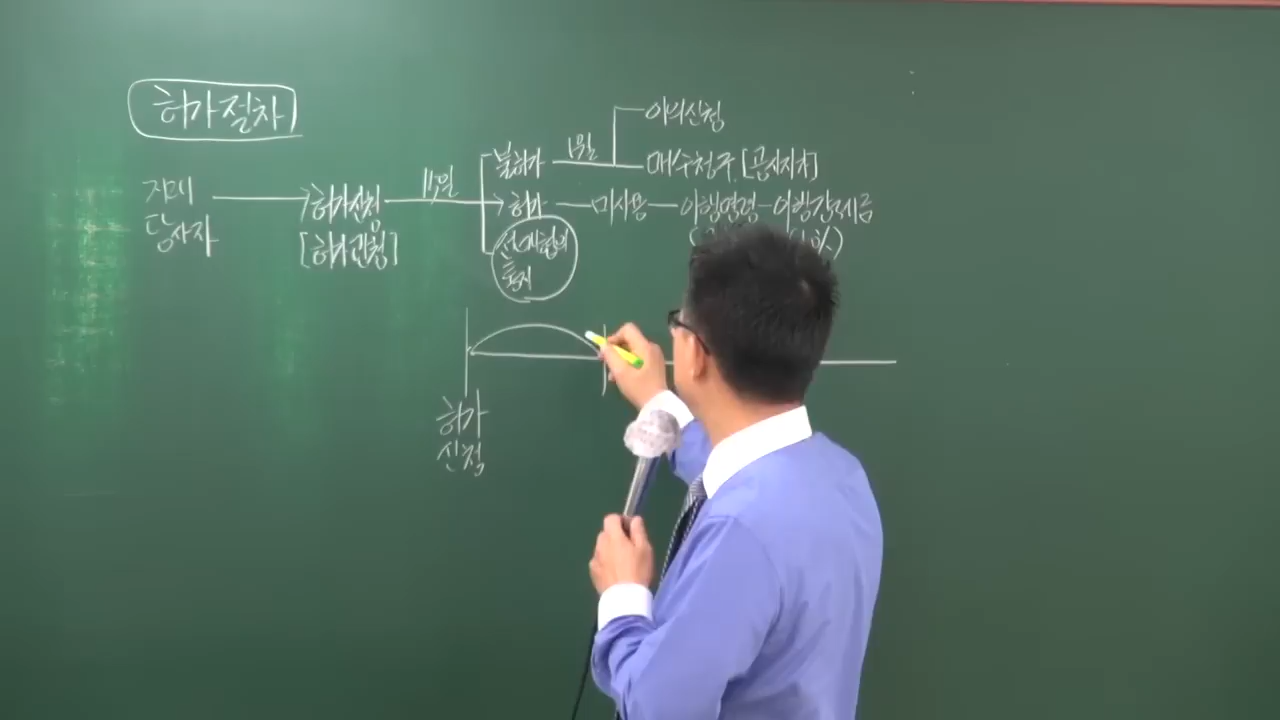 허가절차
거래
당사자
허가신청
[허가관청]
15일
불허가
1월
이의신청
매수청구 [공시지가]
허가
미이용
이행명령
이행강제금
선매협의
통지
허가
신청